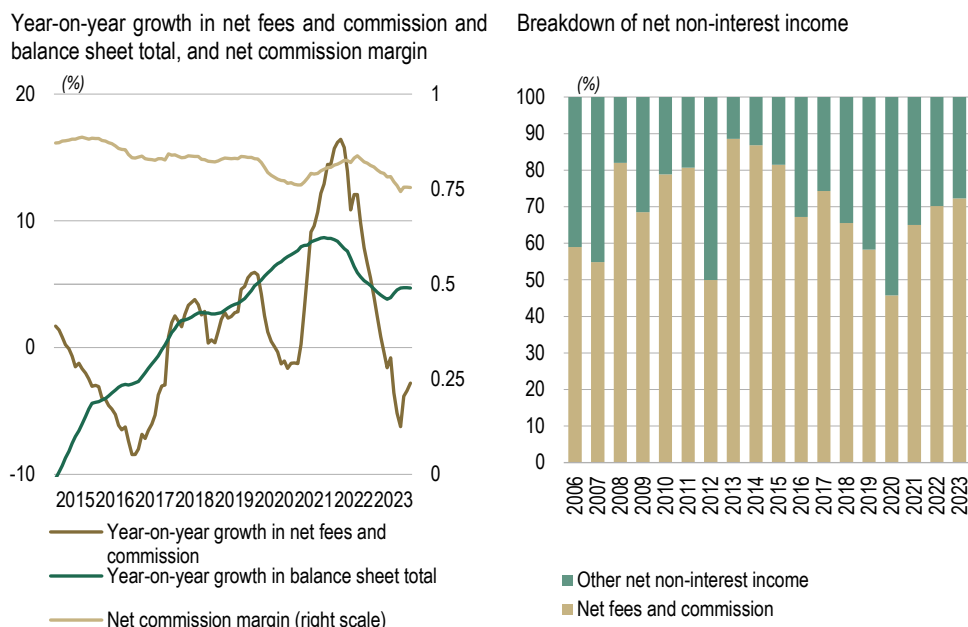 Year-on-year growth in net fees and commission and
balance sheet total, and net commission margin
(%)
20
10
0
-10
1
0.75
0.5
0.25
0
2015 2016 2017 2018 2019 2020 2021 2022 2023
Year-on-year growth in net fees and
commission
Year-on-year growth in balance sheet total
Net commission margin (right scale)
Breakdown of net non-interest income
(%)
100
90
80
70
60
50
40
30
20
10
0
2006 2007 2008 2009 2010 2011 2012 2013 2014 2015 2016 2017 2018 2019 2020 2021 2022 2023
Other net non-interest income
Net fees and commission